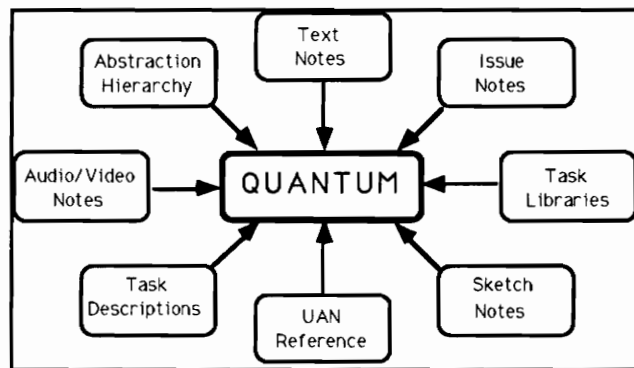 Text
Notes
Abstraction
Hierarchy
Issue
Notes
Audio/Video
Notes
QUANTUM
Task
Libraries
Task
Descriptions
UAN
Reference
Sketch
Notes